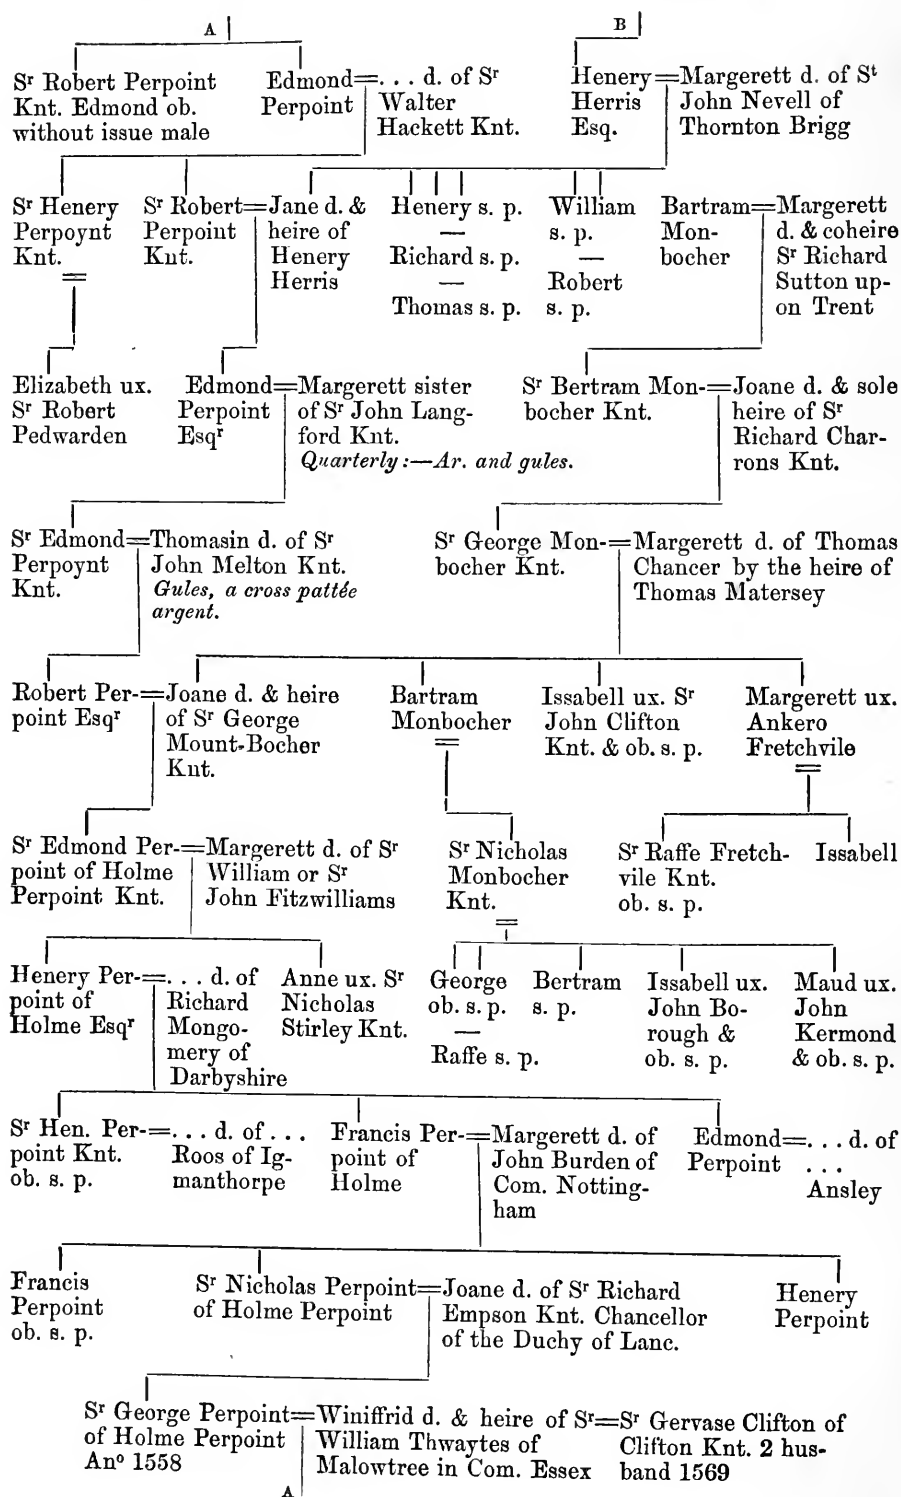 A
B
Sʳ Robert Perpoint
Knt. Edmond ob.
without issue male
Edmond=... d. of Sʳ
Perpoint Walter
Hackett Knt.
Henery=Margerett d. of Sᵗ
Herris John Nevell of
Esq. Thornton Brigg
Sʳ Henery
Perpoynt
Knt.
Sʳ Robert=Jane d. &
Perpoint heire of
Knt. Henery
Herris
Henery s. p.
—
Richard s. p.
—
Thomas s. p.
William
s. p.
—
Robert
s. p.
Bartram=Margerett
Mon- d. & coheire
bocher Sʳ Richard
Sutton up-
on Trent
Elizabeth ux.
Sʳ Robert
Pedwarden
Edmond=Margerett sister
Perpoint of Sʳ John Lang-
Esqʳ ford Knt.
Quarterly:—Ar. and gules.
Sʳ Bertram Mon-=Joane d. & sole
bocher Knt. heire of Sʳ
Richard Char-
rons Knt.
Sʳ Edmond=Thomasin d. of Sʳ
Perpoynt John Melton Knt.
Knt. Gules, a cross pattée
argent.
Sʳ George Mon-=Margerett d. of Thomas
bocher Knt. Chancer by the heire of
Thomas Matersey
Robert Per-=Joane d. & heire
point Esqʳ of Sʳ George
Mount-Bocher
Knt.
Bartram
Monbocher
Issabell ux. Sʳ
John Clifton
Knt. & ob. s. p.
Margerett ux.
Ankero
Fretchvile
Sʳ Edmond Per-=Margerett d. of Sʳ
point of Holme William or Sʳ
Perpoint Knt. John Fitzwilliams
Sʳ Nicholas
Monbocher
Knt.
Sʳ Raffe Fretch-
vile Knt.
ob. s. p.
Issabell
Henery Per-=... d. of
point of Richard
Holme Esqʳ Mongo-
mery of
Darbyshire
Anne ux. Sʳ
Nicholas
Stirley Knt.
George
ob. s. p.
—
Raffe s. p.
Bertram
s. p.
Issabell ux.
John Bo-
rough &
ob. s. p.
Maud ux.
John
Kermond
& ob. s. p.
Sʳ Hen. Per-=... d. of ...
point Knt. Roos of Ig-
ob. s. p. manthorpe
Francis Per-=Margerett d. of
point of John Burden of
Holme Com. Notting-
ham
Edmond=... d. of
Perpoint ...
Ansley
Francis
Perpoint
ob. s. p.
Sʳ Nicholas Perpoint=Joane d. of Sʳ Richard
of Holme Perpoint Empson Knt. Chancellor
of the Duchy of Lanc.
Henery
Perpoint
Sʳ George Perpoint=Winiffrid d. & heire of Sʳ=Sʳ Gervase Clifton of
of Holme Perpoint William Thwaytes of Clifton Knt. 2 hus-
Anº 1558 Malowtree in Com. Essex band 1569
A